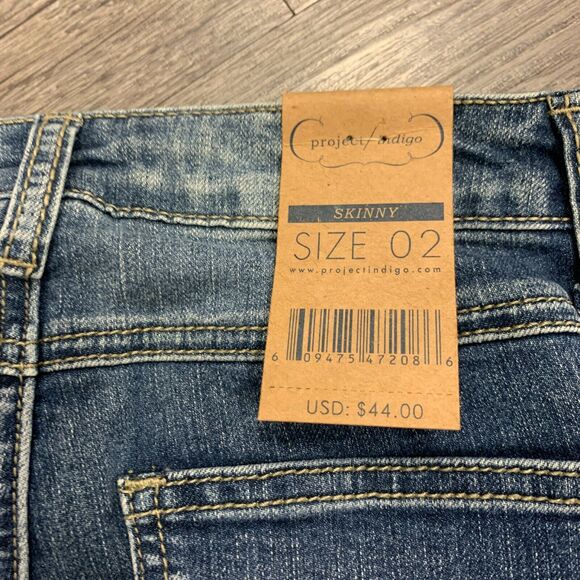 project indigo
SKINNY
SIZE 02
www.projectindigo.com
6 09475 47208 6
USD: $44.00